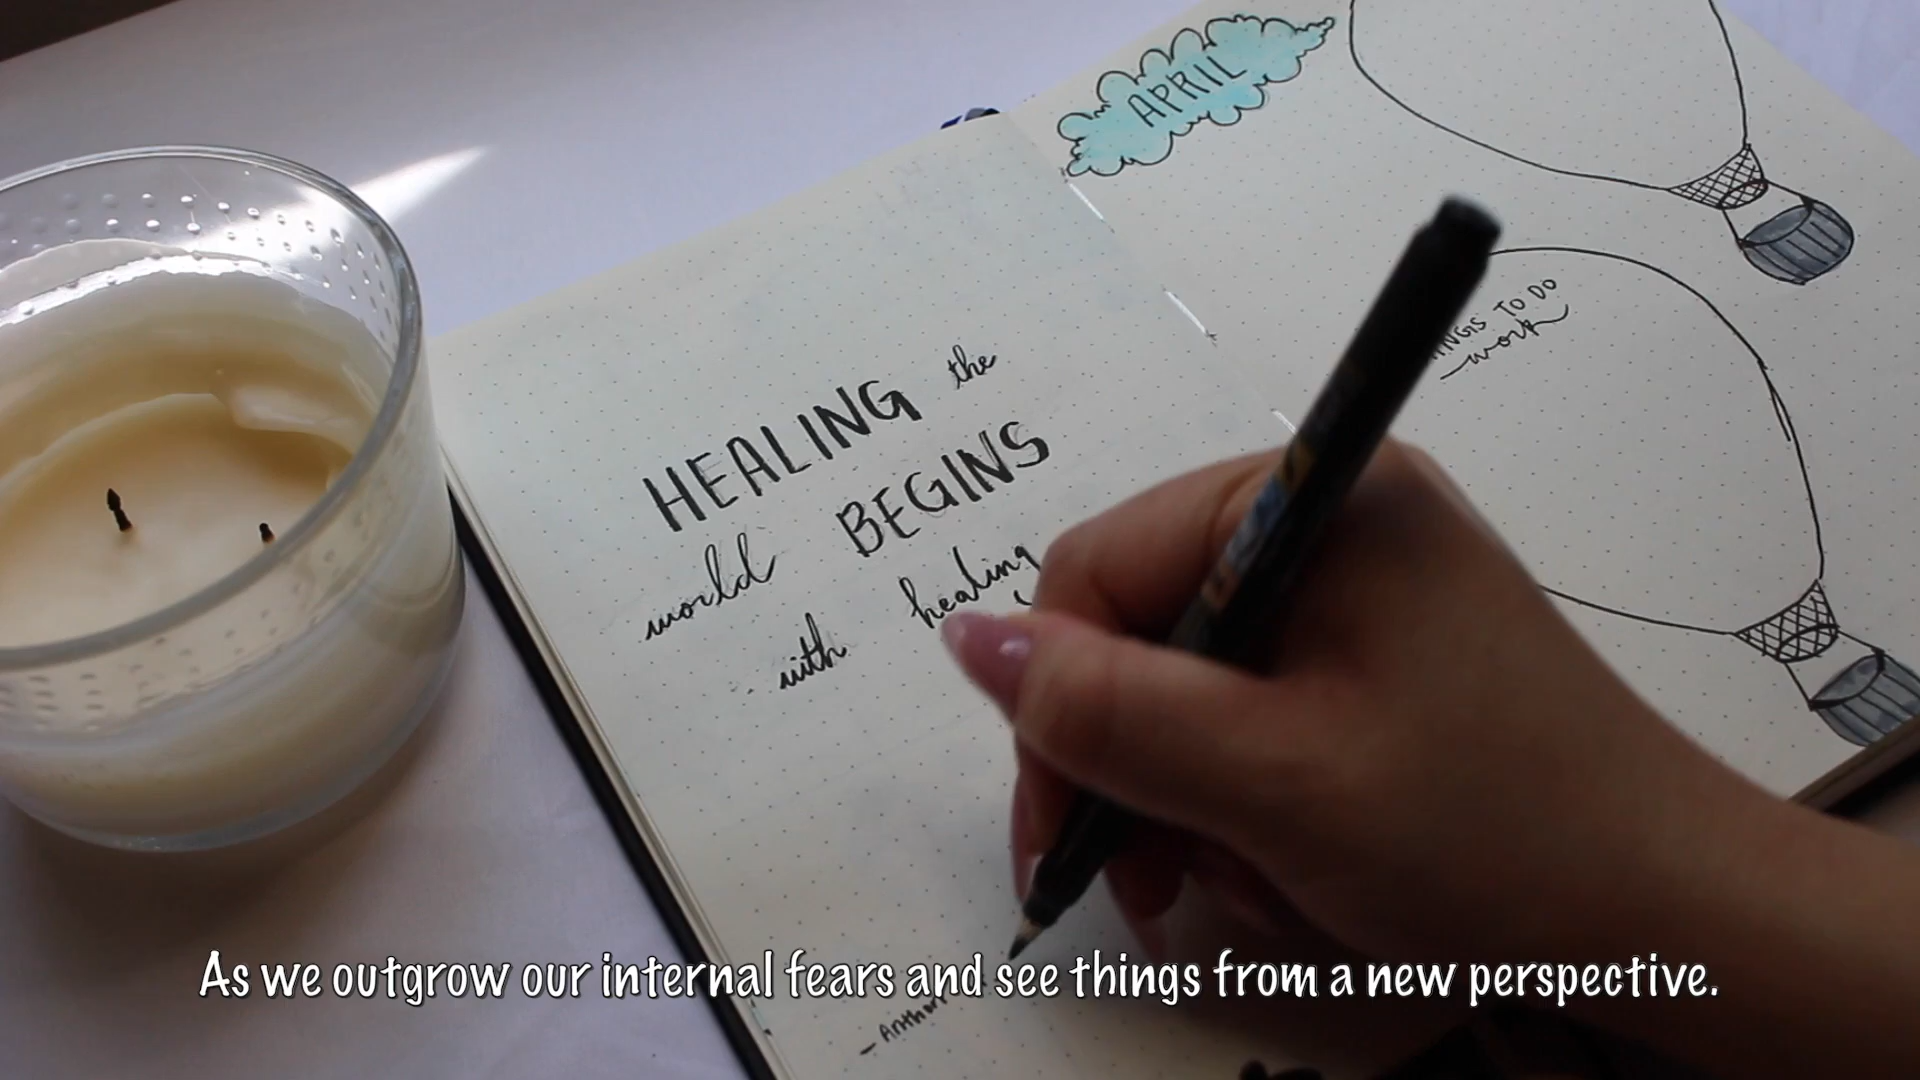 APRIL
HEALING the
world BEGINS
with healing
TO DO
work
As we outgrow our internal fears and see things from a new perspective.